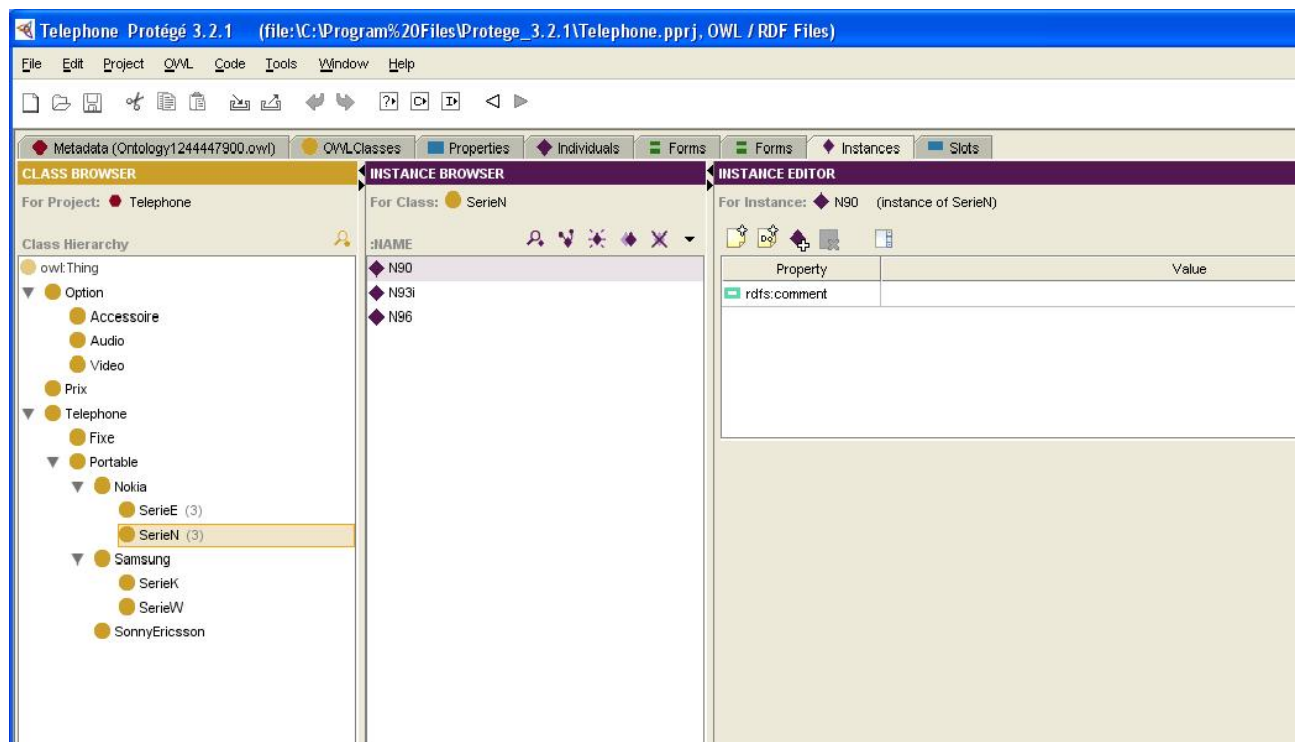 Telephone Protégé 3.2.1 (file:\C:\Program%20Files\Protege_3.2.1\Telephone.pprj, OWL / RDF Files)
File Edit Project OWL Code Tools Window Help
Metadata (Ontology1244447900.owl) OWLClasses Properties Individuals Forms Forms Instances Slots
CLASS BROWSER
For Project: Telephone
Class Hierarchy
owl:Thing
Option
Accessoire
Audio
Video
Prix
Telephone
Fixe
Portable
Nokia
SerieE (3)
SerieN (3)
Samsung
SerieK
SerieW
SonnyEricsson
INSTANCE BROWSER
For Class: SerieN
:NAME
N90
N93i
N96
INSTANCE EDITOR
For Instance: N90 (instance of SerieN)
Property Value
rdfs:comment